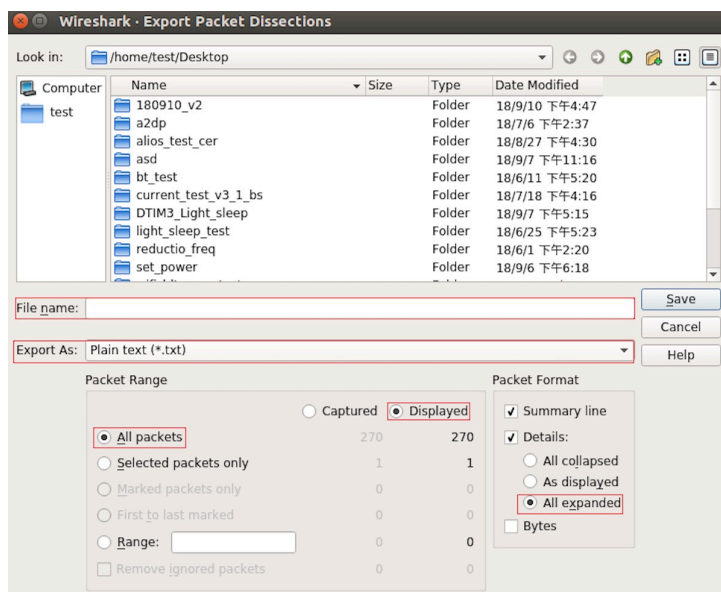 Wireshark · Export Packet Dissections
Look in: /home/test/Desktop
Computer
test
Name Size Type Date Modified
180910_v2 Folder 18/9/10 下午4:47
a2dp Folder 18/7/6 下午2:37
alios_test_cer Folder 18/8/27 下午4:30
asd Folder 18/9/7 下午11:16
bt_test Folder 18/6/11 下午5:20
current_test_v3_1_bs Folder 18/7/18 下午4:16
DTIM3_Light_sleep Folder 18/9/7 下午5:15
light_sleep_test Folder 18/6/25 下午5:23
reductio_freq Folder 18/6/1 下午2:20
set_power Folder 18/9/6 下午6:18
File name: Save
Cancel
Export As: Plain text (*.txt) Help
Packet Range
Captured Displayed
All packets 270 270
Selected packets only 1 1
Marked packets only 0 0
First to last marked 0 0
Range: 0 0
Remove ignored packets 0 0
Packet Format
Summary line
Details:
All collapsed
As displayed
All expanded
Bytes